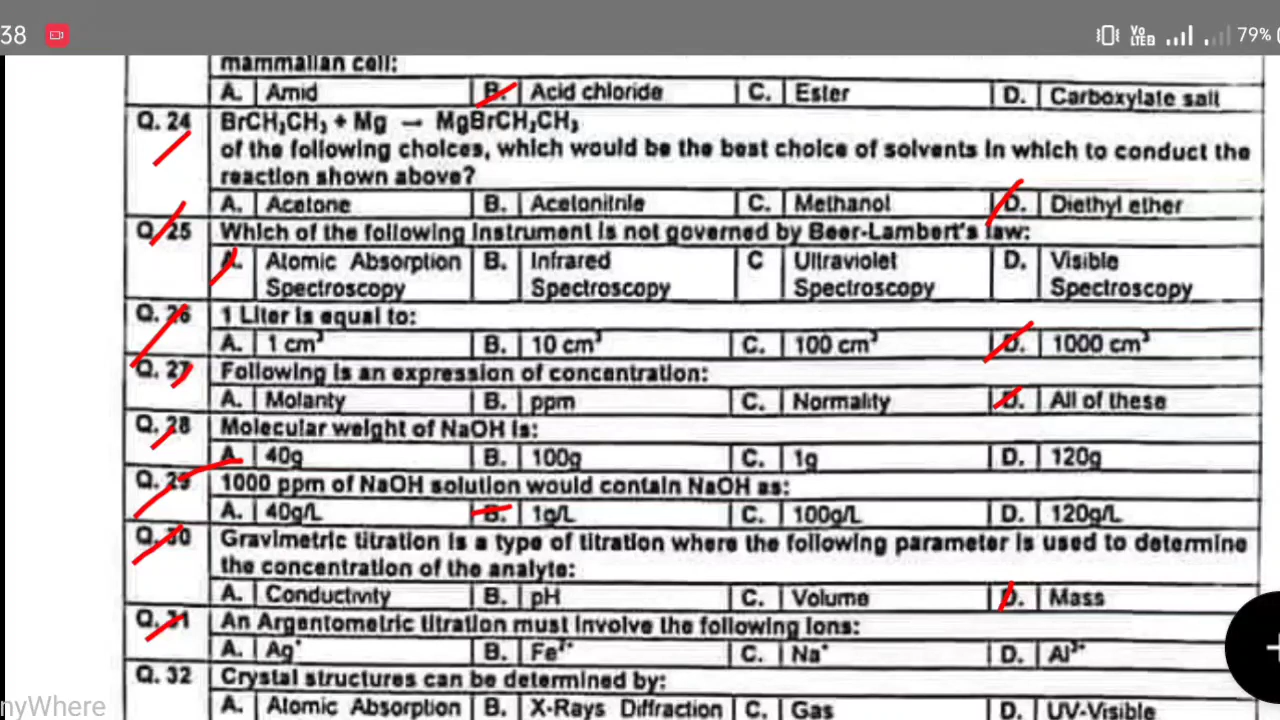 38 Vo LTE2 79%
mammalian cell:
A. Amid B. Acid chloride C. Ester D. Carboxylate salt
Q. 24 BrCH₂CH₃ + Mg → MgBrCH₂CH₃
of the following choices, which would be the best choice of solvents in which to conduct the
reaction shown above?
A. Acetone B. Acetonitrile C. Methanol D. Diethyl ether
Q. 25 Which of the following instrument is not governed by Beer-Lambert's law:
A. Atomic Absorption B. Infrared C Ultraviolet D. Visible
Spectroscopy Spectroscopy Spectroscopy Spectroscopy
Q. 26 1 Liter is equal to:
A. 1 cm³ B. 10 cm³ C. 100 cm³ D. 1000 cm³
Q. 27 Following is an expression of concentration:
A. Molarity B. ppm C. Normality D. All of these
Q. 28 Molecular weight of NaOH is:
A. 40g B. 100g C. 1g D. 120g
Q. 29 1000 ppm of NaOH solution would contain NaOH as:
A. 40g/L B. 1g/L C. 100g/L D. 120g/L
Q. 30 Gravimetric titration is a type of titration where the following parameter is used to determine
the concentration of the analyte:
A. Conductivity B. pH C. Volume D. Mass
Q. 31 An Argentometric titration must involve the following ions:
A. Ag⁺ B. Fe²⁺ C. Na⁺ D. Al³⁺
Q. 32 Crystal structures can be determined by:
A. Atomic Absorption B. X-Rays Diffraction C. Gas D. UV-Visible
nyWhere